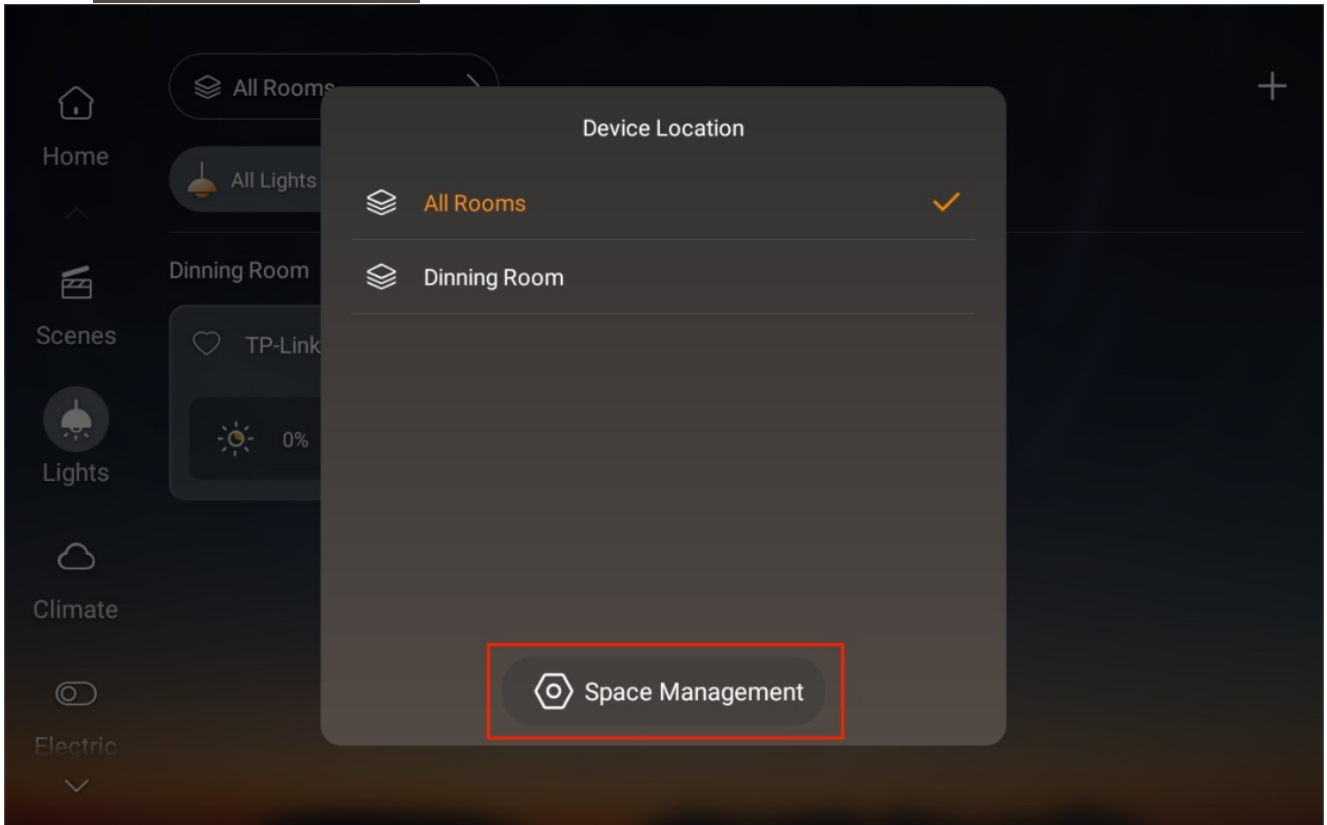 All Rooms
Home
All Lights
Dinning Room
Scenes
TP-Link
0%
Lights
Climate
Electric
Device Location
All Rooms
Dinning Room
Space Management